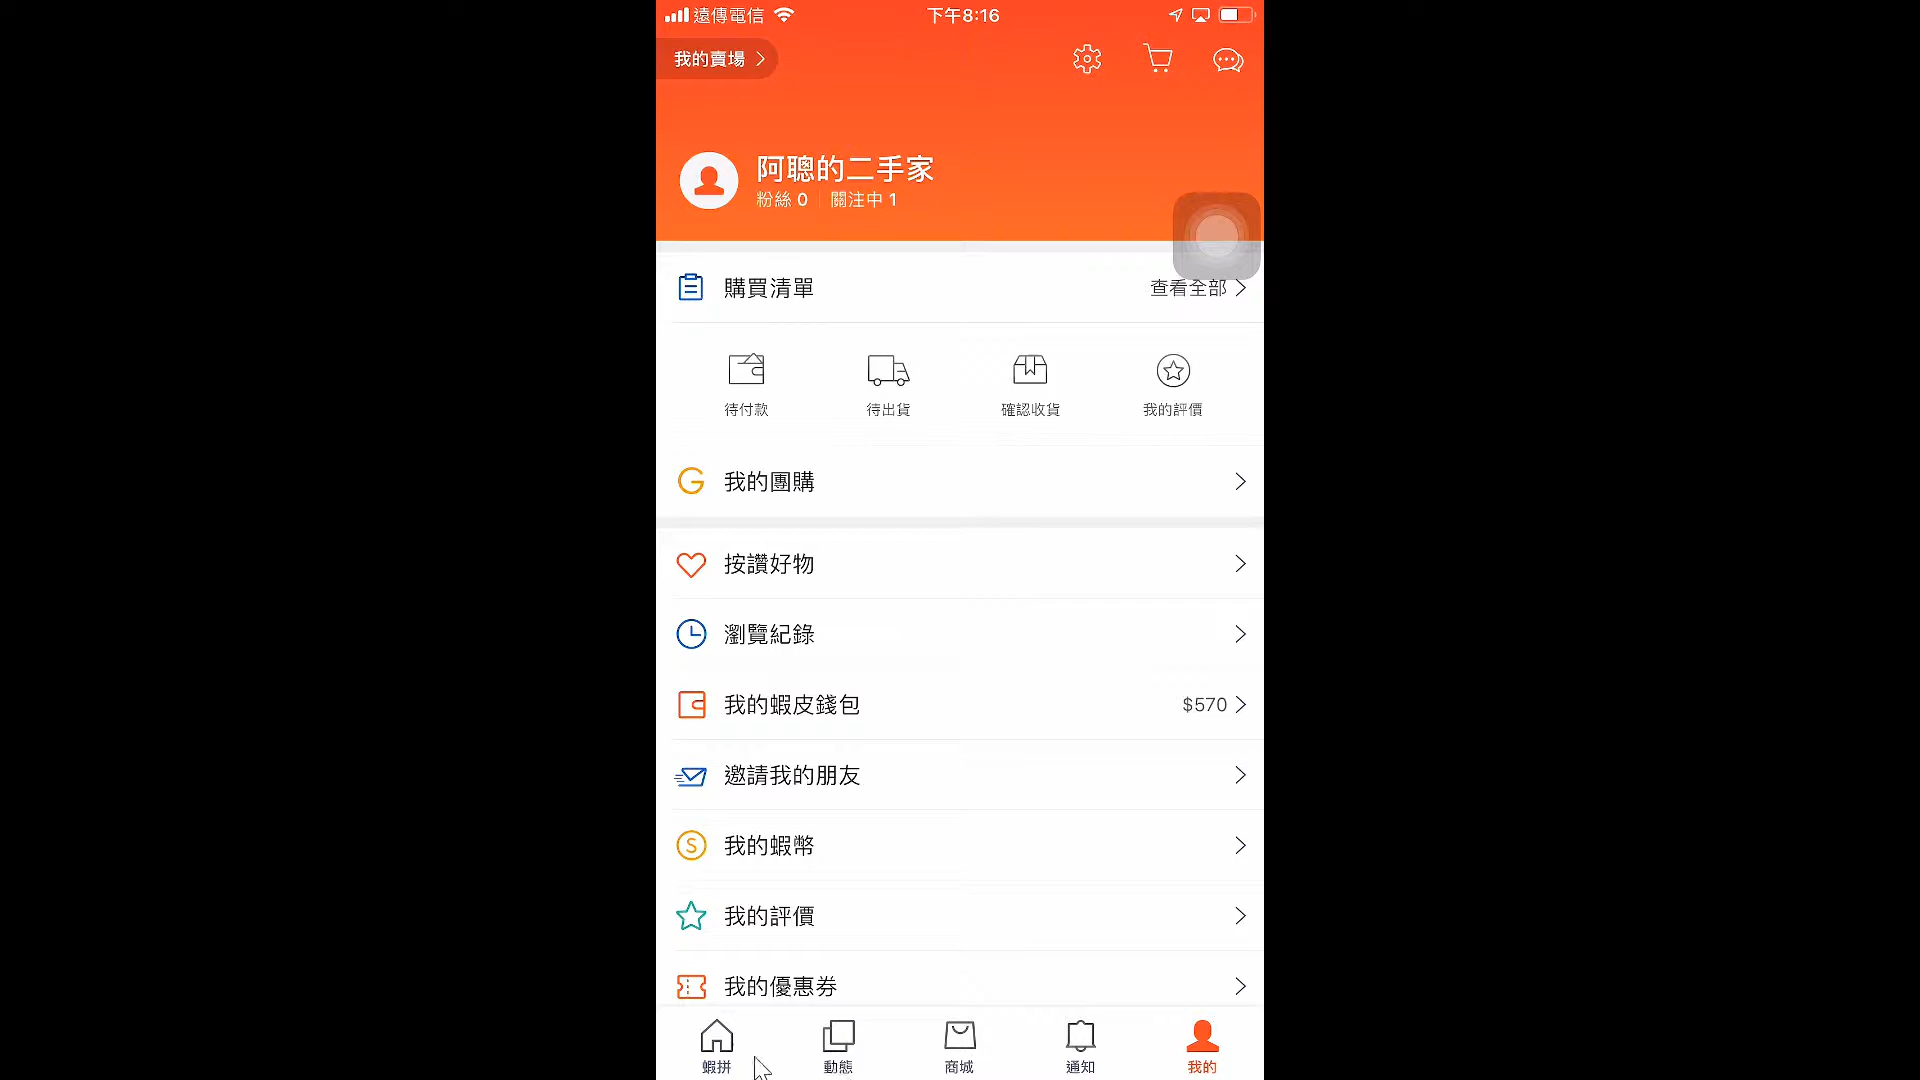 遠傳電信 下午8:16
我的賣場
阿聰的二手家
粉絲 0 關注中 1
購買清單 查看全部
待付款 待出貨 確認收貨 我的評價
我的團購
按讚好物
瀏覽紀錄
我的蝦皮錢包 $570
邀請我的朋友
我的蝦幣
我的評價
我的優惠券
蝦拼 動態 商城 通知 我的